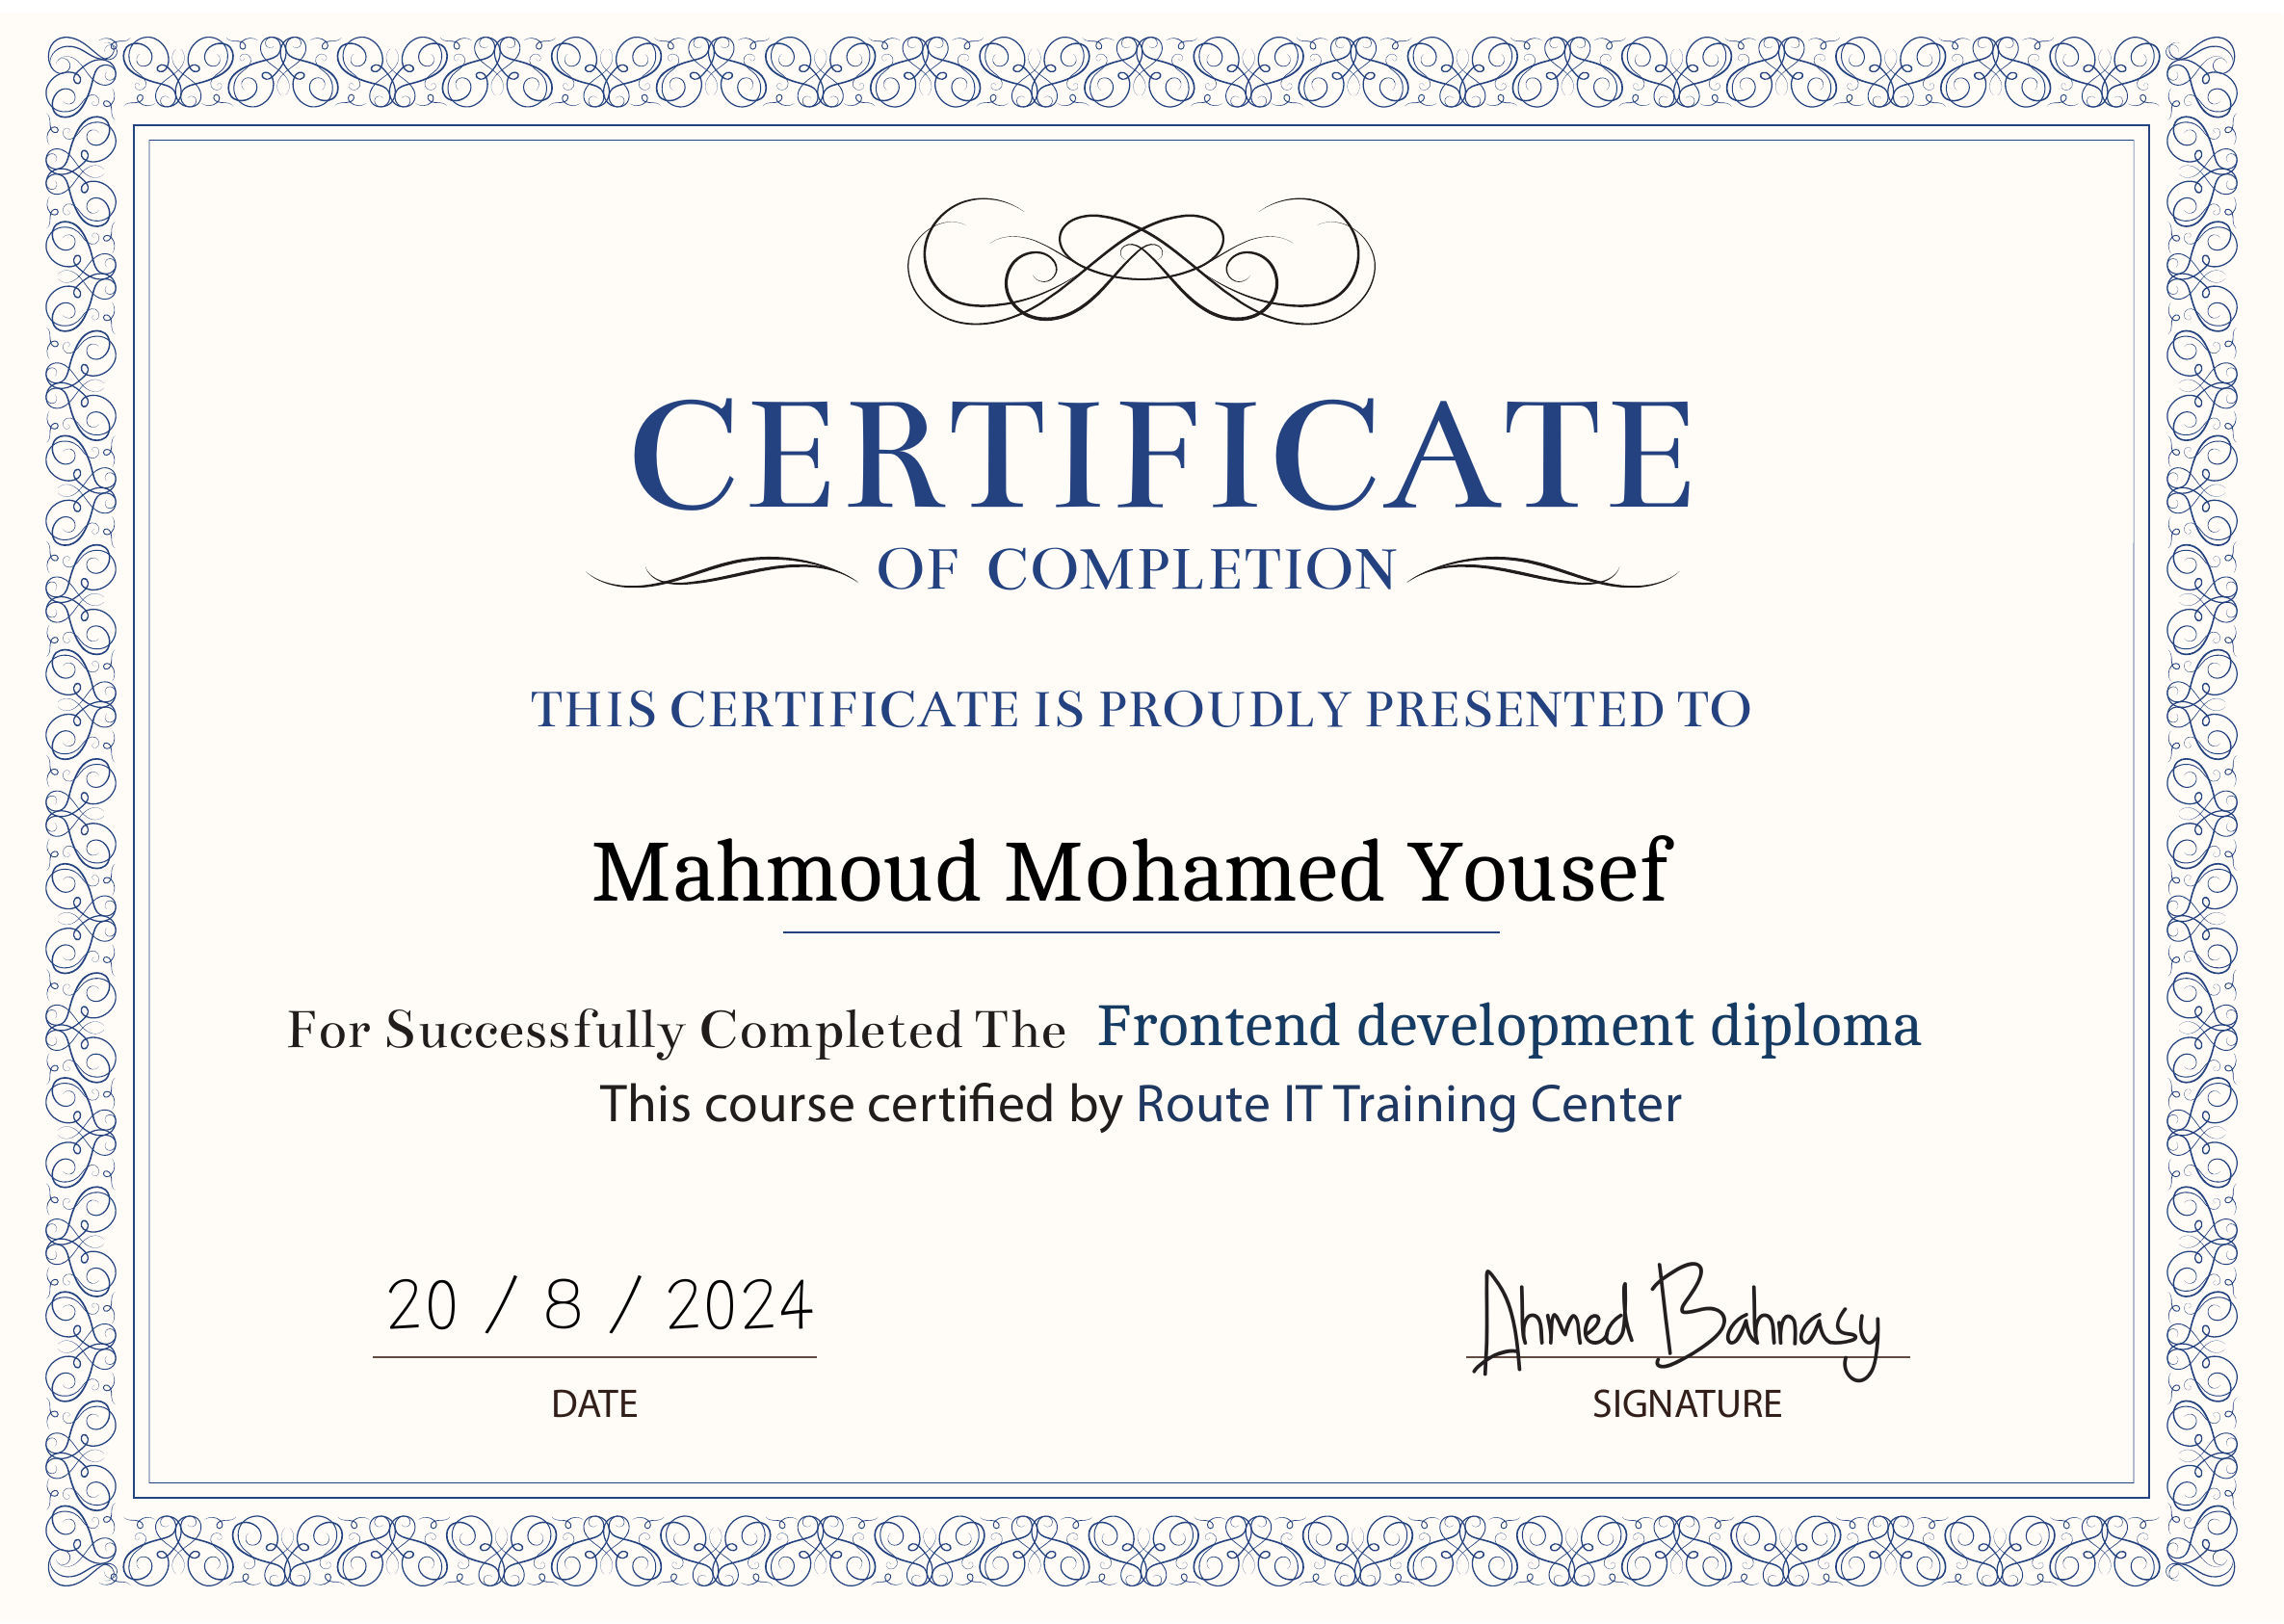 CERTIFICATE
OF COMPLETION
THIS CERTIFICATE IS PROUDLY PRESENTED TO
Mahmoud Mohamed Yousef
For Successfully Completed The Frontend development diploma
This course certified by Route IT Training Center
20 / 8 / 2024
DATE
Ahmed Bahnasy
SIGNATURE